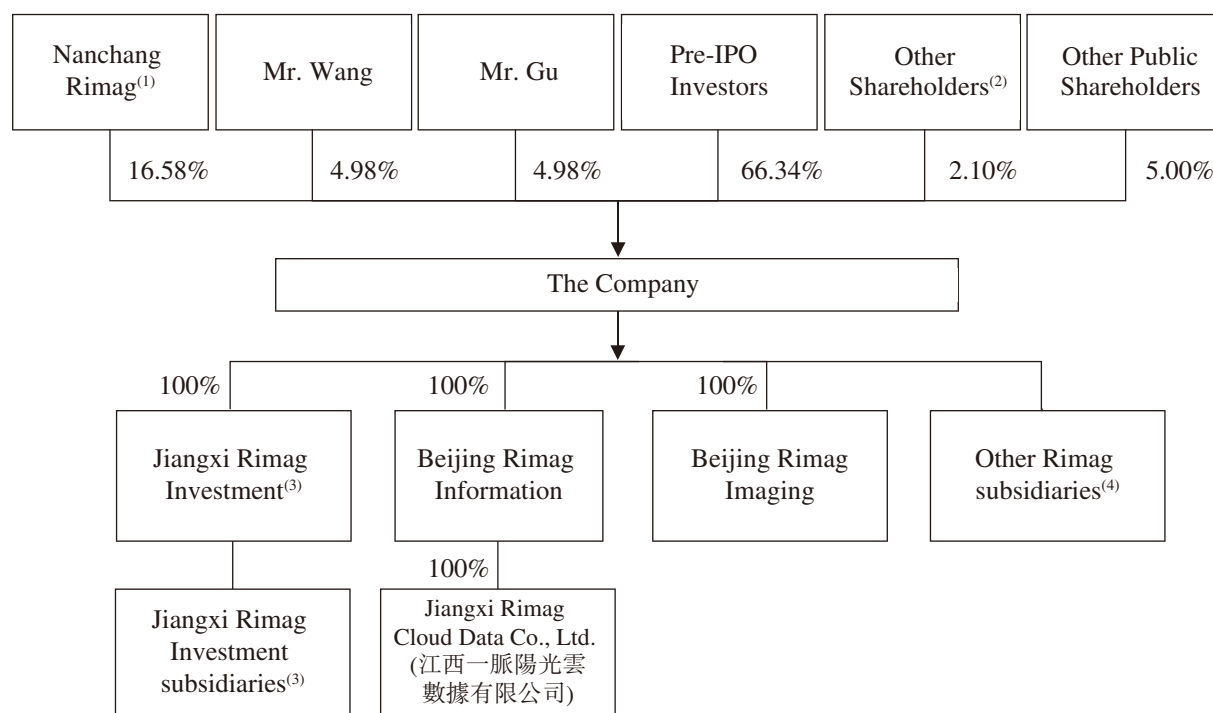 Nanchang
Rimag(1)
Mr. Wang
Mr. Gu
Pre-IPO
Investors
Other
Shareholders(2)
Other Public
Shareholders
16.58%
4.98%
4.98%
66.34%
2.10%
5.00%
The Company
100%
100%
100%
Jiangxi Rimag
Investment(3)
Beijing Rimag
Information
Beijing Rimag
Imaging
Other Rimag
subsidiaries(4)
100%
Jiangxi Rimag
Investment
subsidiaries(3)
Jiangxi Rimag
Cloud Data Co., Ltd.
(江西一脈陽光雲
數據有限公司)